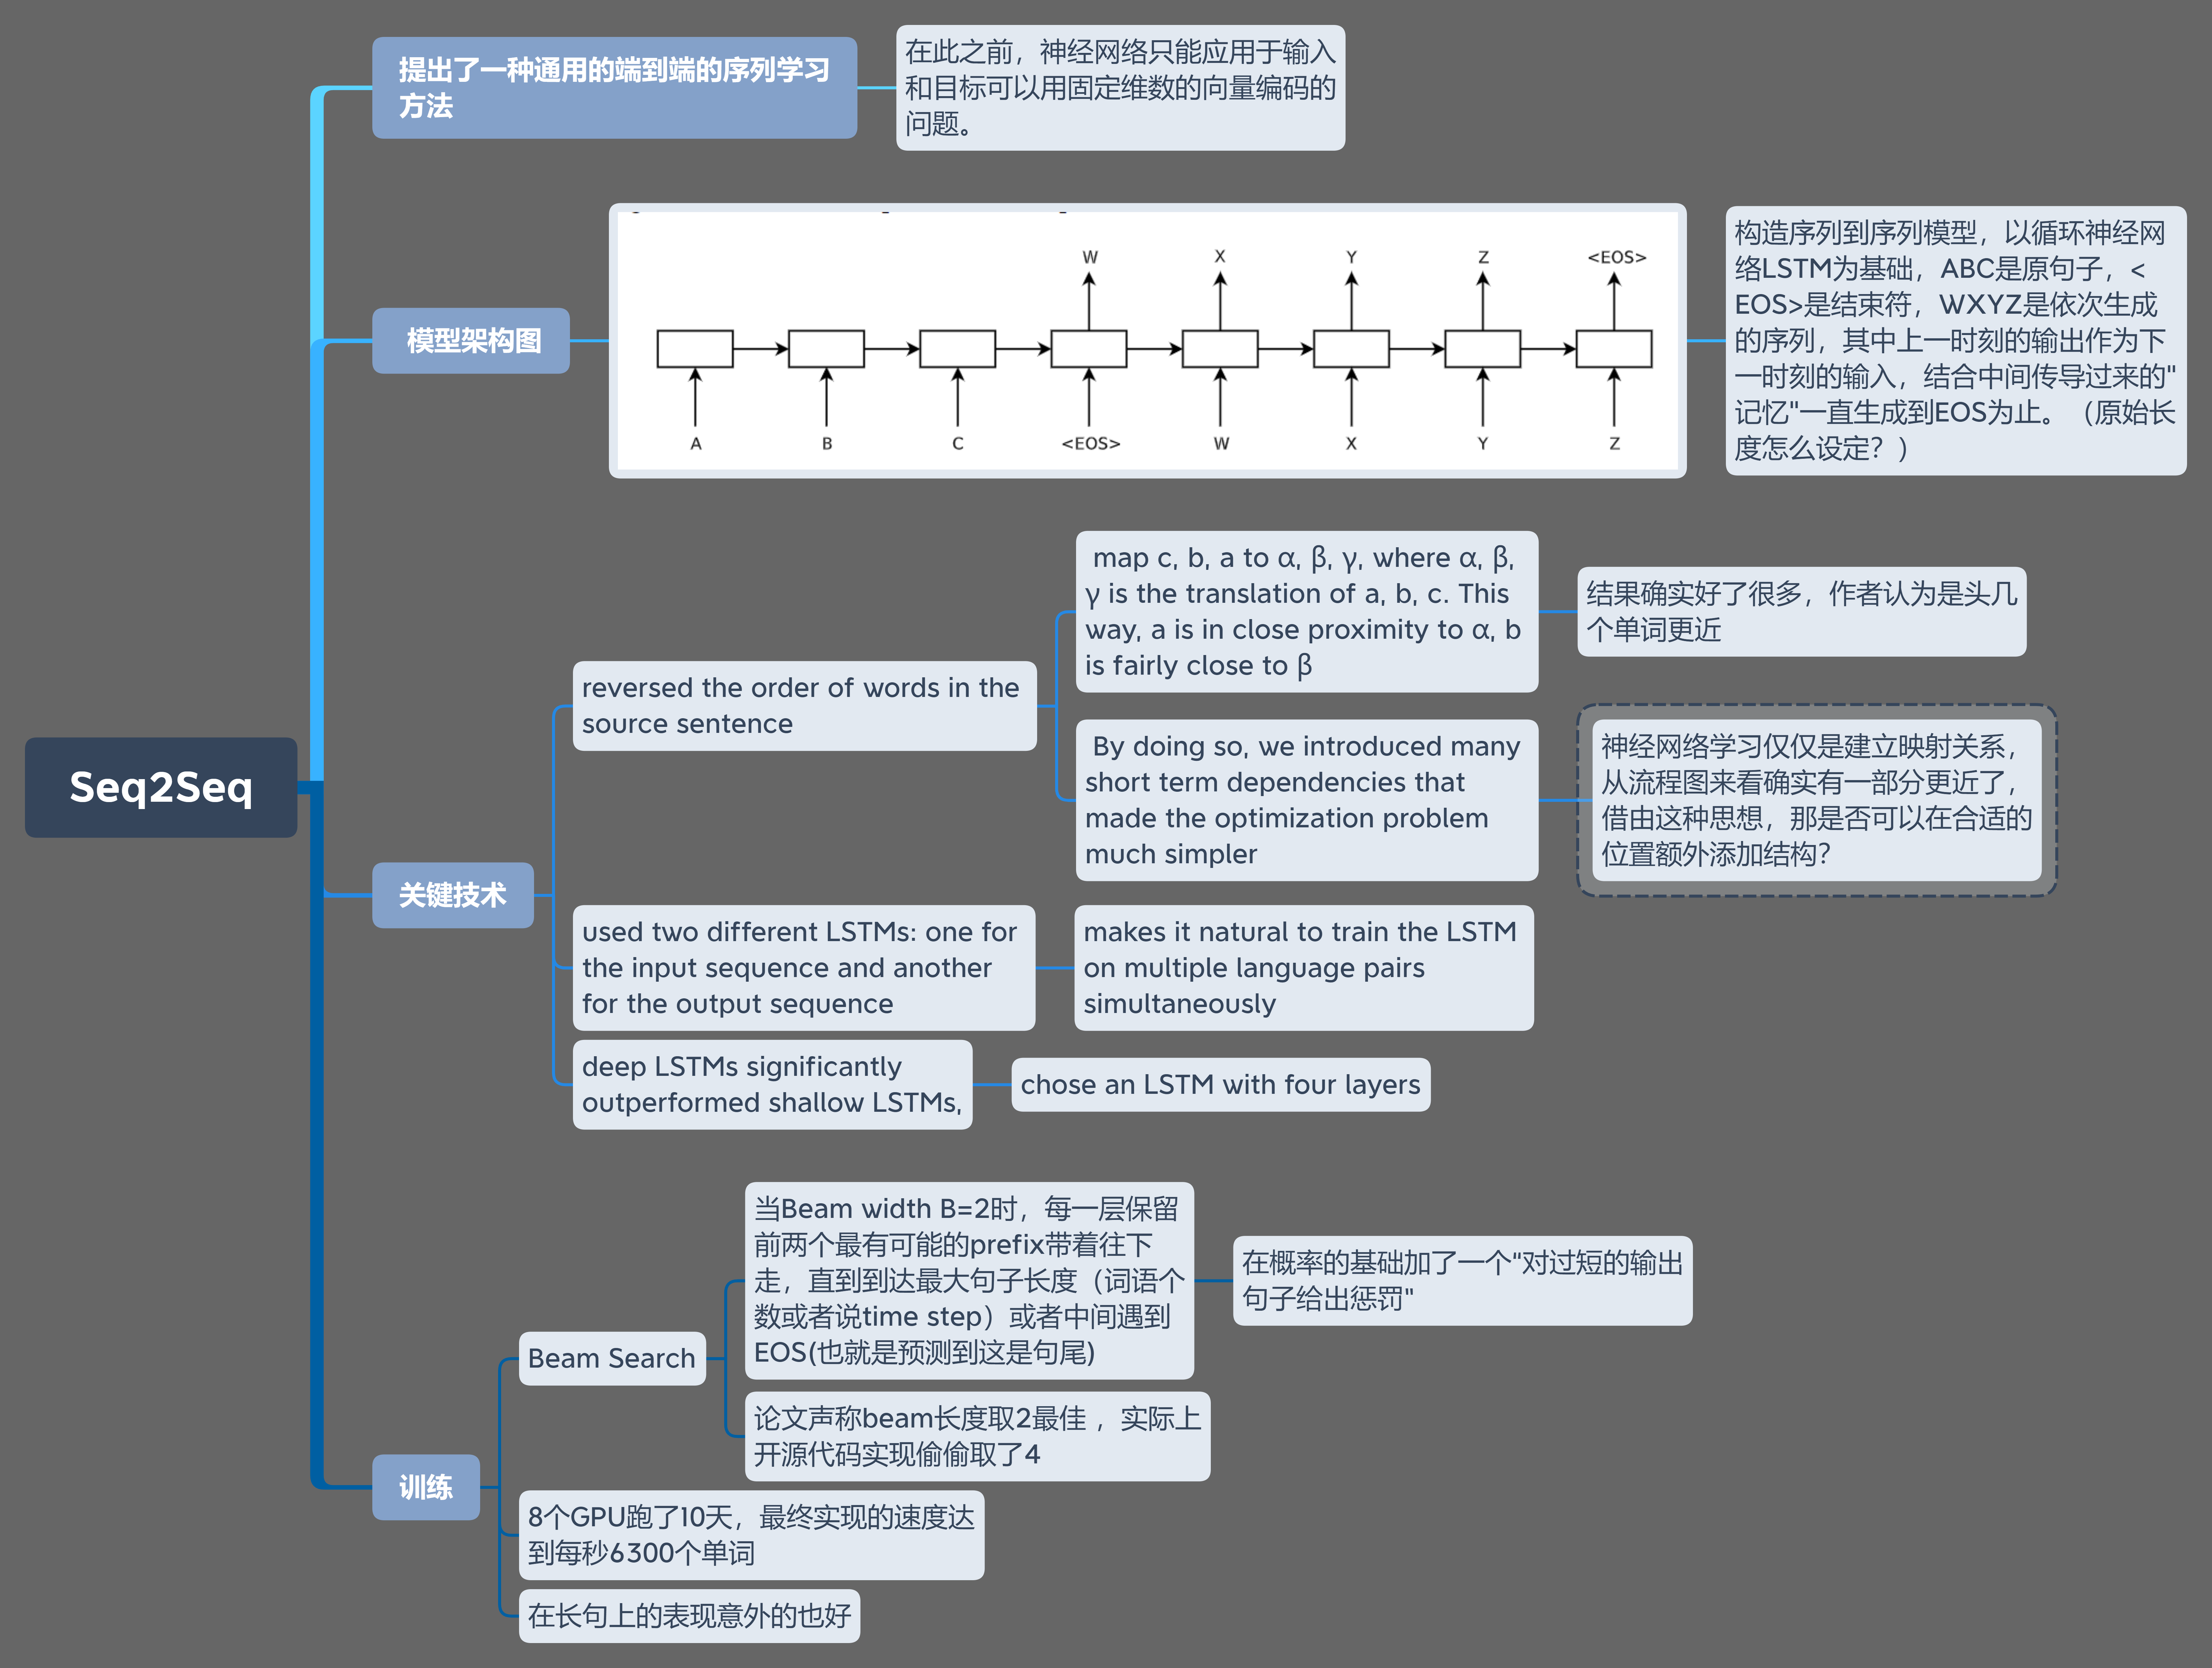 Seq2Seq
提出了一种通用的端到端的序列学习
方法
在此之前，神经网络只能应用于输入
和目标可以用固定维数的向量编码的
问题。
模型架构图
W X Y Z <EOS>
A B C <EOS> W X Y Z
构造序列到序列模型，以循环神经网
络LSTM为基础，ABC是原句子，<
EOS>是结束符，WXYZ是依次生成
的序列，其中上一时刻的输出作为下
一时刻的输入，结合中间传导过来的"
记忆"一直生成到EOS为止。（原始长
度怎么设定？）
关键技术
reversed the order of words in the
source sentence
map c, b, a to α, β, γ, where α, β,
γ is the translation of a, b, c. This
way, a is in close proximity to α, b
is fairly close to β
结果确实好了很多，作者认为是头几
个单词更近
By doing so, we introduced many
short term dependencies that
made the optimization problem
much simpler
神经网络学习仅仅是建立映射关系，
从流程图来看确实有一部分更近了，
借由这种思想，那是否可以在合适的
位置额外添加结构？
used two different LSTMs: one for
the input sequence and another
for the output sequence
makes it natural to train the LSTM
on multiple language pairs
simultaneously
deep LSTMs significantly
outperformed shallow LSTMs,
chose an LSTM with four layers
训练
Beam Search
当Beam width B=2时，每一层保留
前两个最有可能的prefix带着往下
走，直到到达最大句子长度（词语个
数或者说time step）或者中间遇到
EOS(也就是预测到这是句尾)
在概率的基础加了一个"对过短的输出
句子给出惩罚"
论文声称beam长度取2最佳 ，实际上
开源代码实现偷偷取了4
8个GPU跑了10天，最终实现的速度达
到每秒6300个单词
在长句上的表现意外的也好